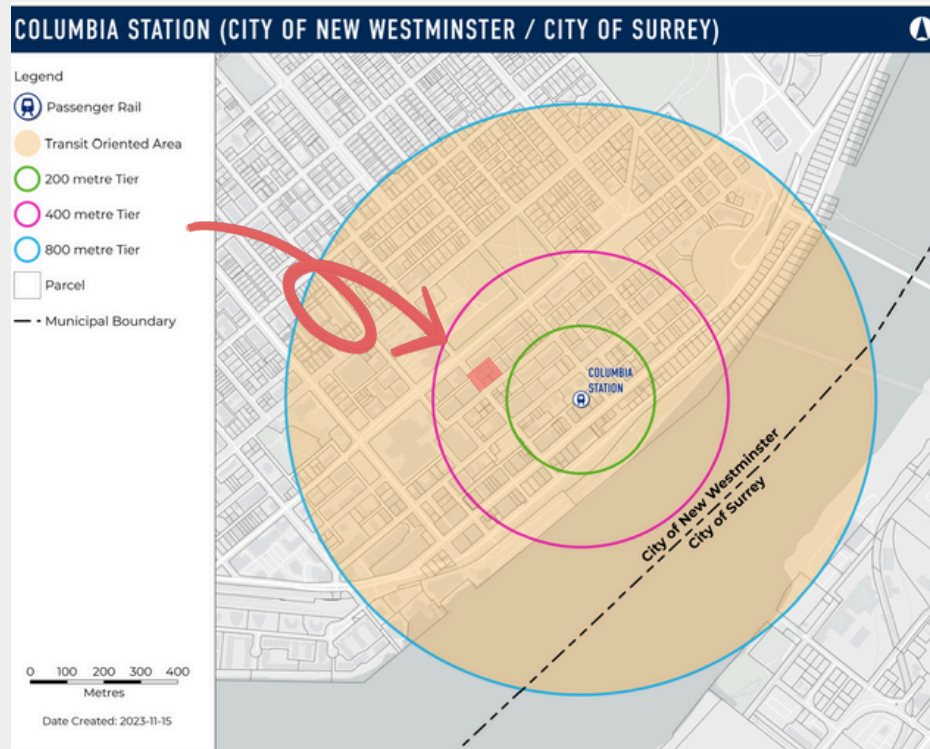 COLUMBIA STATION (CITY OF NEW WESTMINSTER / CITY OF SURREY)
Legend
Passenger Rail
Transit Oriented Area
200 metre Tier
400 metre Tier
800 metre Tier
Parcel
Municipal Boundary
COLUMBIA
STATION
City of New Westminster
City of Surrey
0 100 200 300 400
Metres
Date Created: 2023-11-15